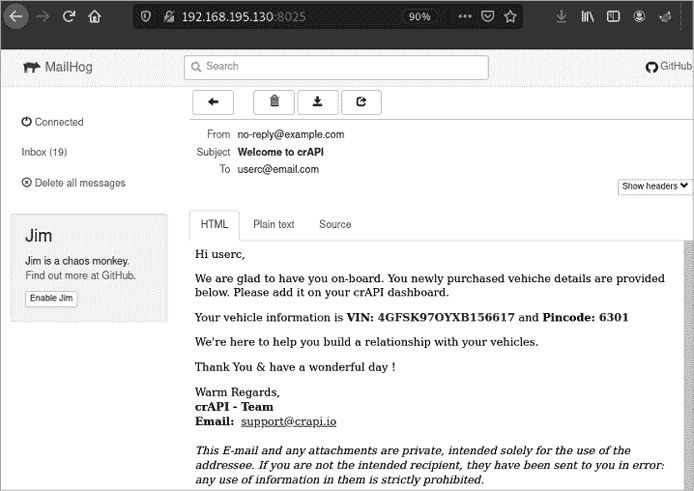 192.168.195.130:8025
90%
MailHog
Search
GitHub
Connected
Inbox (19)
Delete all messages
From no-reply@example.com
Subject Welcome to crAPI
To userc@email.com
Show headers
Jim
Jim is a chaos monkey.
Find out more at GitHub.
Enable Jim
HTML Plain text Source
Hi userc,
We are glad to have you on-board. You newly purchased vehiche details are provided
below. Please add it on your crAPI dashboard.
Your vehicle information is VIN: 4GFSK97OYXB156617 and Pincode: 6301
We're here to help you build a relationship with your vehicles.
Thank You & have a wonderful day !
Warm Regards,
crAPI - Team
Email: support@crapi.io
This E-mail and any attachments are private, intended solely for the use of the
addressee. If you are not the intended recipient, they have been sent to you in error:
any use of information in them is strictly prohibited.